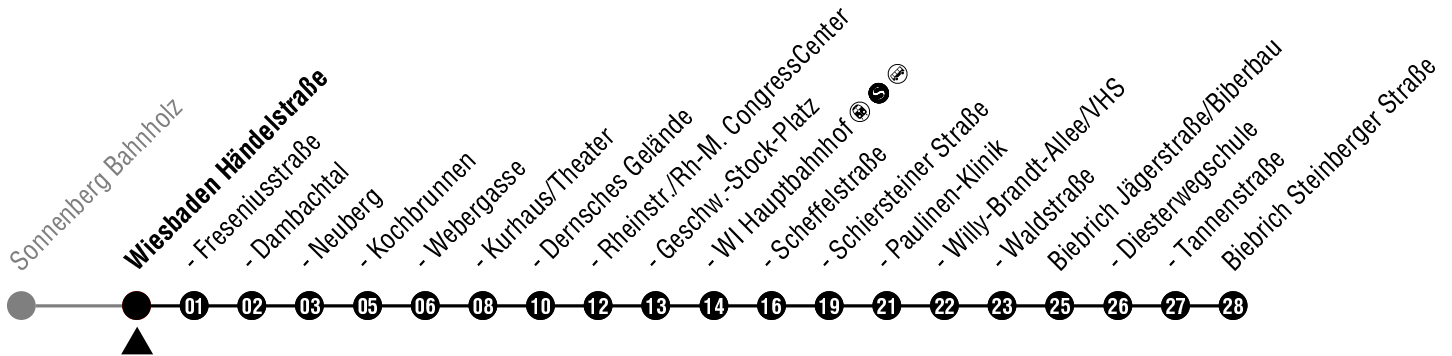 Sonnenberg Bahnholz
Wiesbaden Händelstraße
- Freseniusstraße
- Dambachtal
- Neuberg
- Kochbrunnen
- Webergasse
- Kurhaus/Theater
- Dernsches Gelände
- Rheinstr./Rh-M. CongressCenter
- Geschw.-Stock-Platz
- WI Hauptbahnhof S
- Scheffelstraße
- Schiersteiner Straße
- Paulinen-Klinik
- Willy-Brandt-Allee/VHS
- Waldstraße
Biebrich Jägerstraße/Biberbau
- Diesterwegschule
- Tannenstraße
Biebrich Steinberger Straße
01 02 03 05 06 08 10 12 13 14 16 19 21 22 23 25 26 27 28